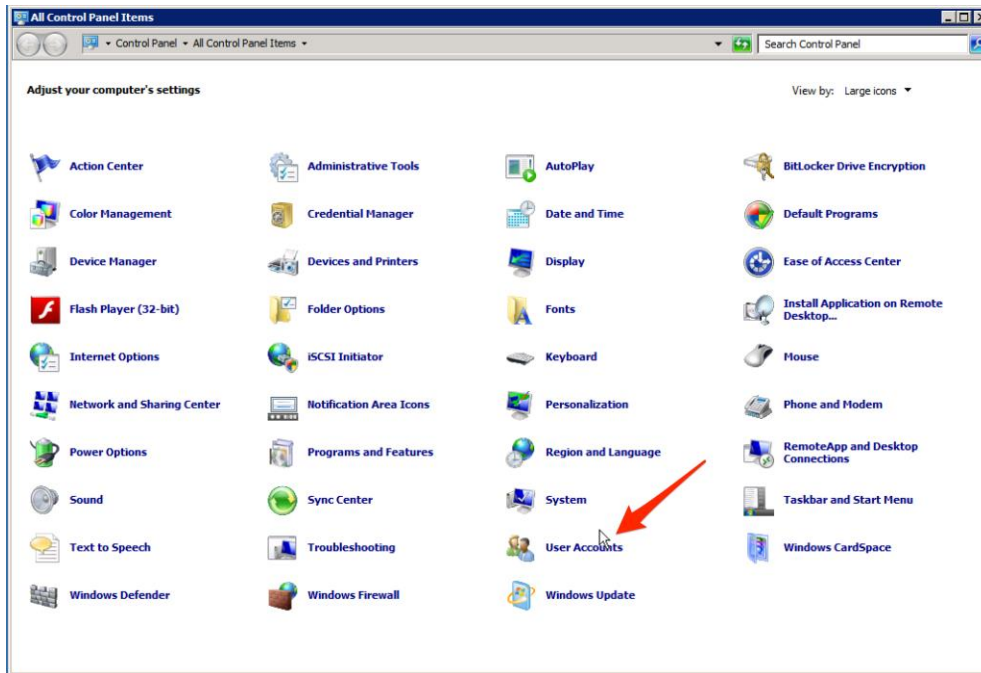 All Control Panel Items
Control Panel All Control Panel Items
Search Control Panel
Adjust your computer's settings
View by: Large icons
Action Center
Administrative Tools
AutoPlay
BitLocker Drive Encryption
Color Management
Credential Manager
Date and Time
Default Programs
Device Manager
Devices and Printers
Display
Ease of Access Center
Flash Player (32-bit)
Folder Options
Fonts
Install Application on Remote
Desktop...
Internet Options
iSCSI Initiator
Keyboard
Mouse
Network and Sharing Center
Notification Area Icons
Personalization
Phone and Modem
Power Options
Programs and Features
Region and Language
RemoteApp and Desktop
Connections
Sound
Sync Center
System
Taskbar and Start Menu
Text to Speech
Troubleshooting
User Accounts
Windows CardSpace
Windows Defender
Windows Firewall
Windows Update